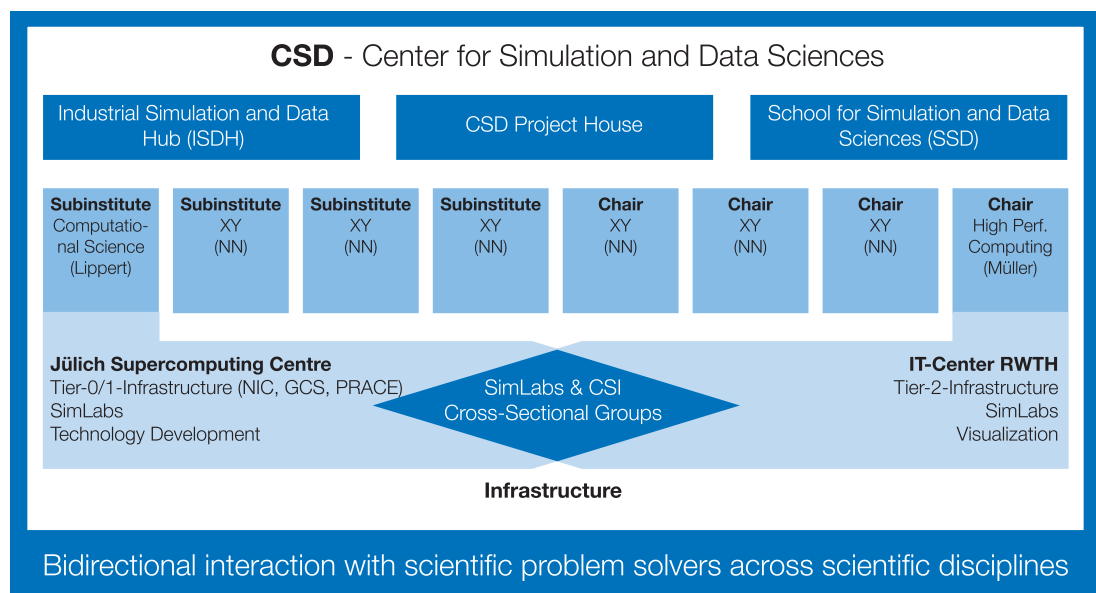 CSD - Center for Simulation and Data Sciences
Industrial Simulation and Data
Hub (ISDH)
CSD Project House
School for Simulation and Data
Sciences (SSD)
Subinstitute
Computatio-
nal Science
(Lippert)
Subinstitute
XY
(NN)
Subinstitute
XY
(NN)
Subinstitute
XY
(NN)
Chair
XY
(NN)
Chair
XY
(NN)
Chair
XY
(NN)
Chair
High Perf.
Computing
(Müller)
Jülich Supercomputing Centre
Tier-0/1-Infrastructure (NIC, GCS, PRACE)
SimLabs
Technology Development
SimLabs & CSI
Cross-Sectional Groups
IT-Center RWTH
Tier-2-Infrastructure
SimLabs
Visualization
Infrastructure
Bidirectional interaction with scientific problem solvers across scientific disciplines